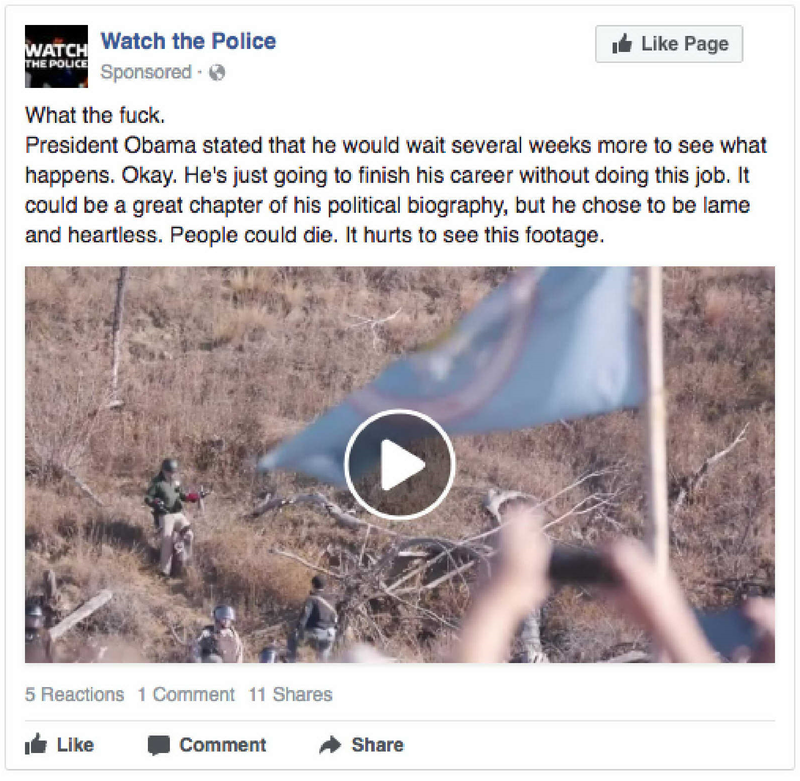 WATCH
THE POLICE
Watch the Police
Sponsored ·
Like Page
What the fuck.
President Obama stated that he would wait several weeks more to see what
happens. Okay. He's just going to finish his career without doing this job. It
could be a great chapter of his political biography, but he chose to be lame
and heartless. People could die. It hurts to see this footage.
5 Reactions 1 Comment 11 Shares
Like Comment Share